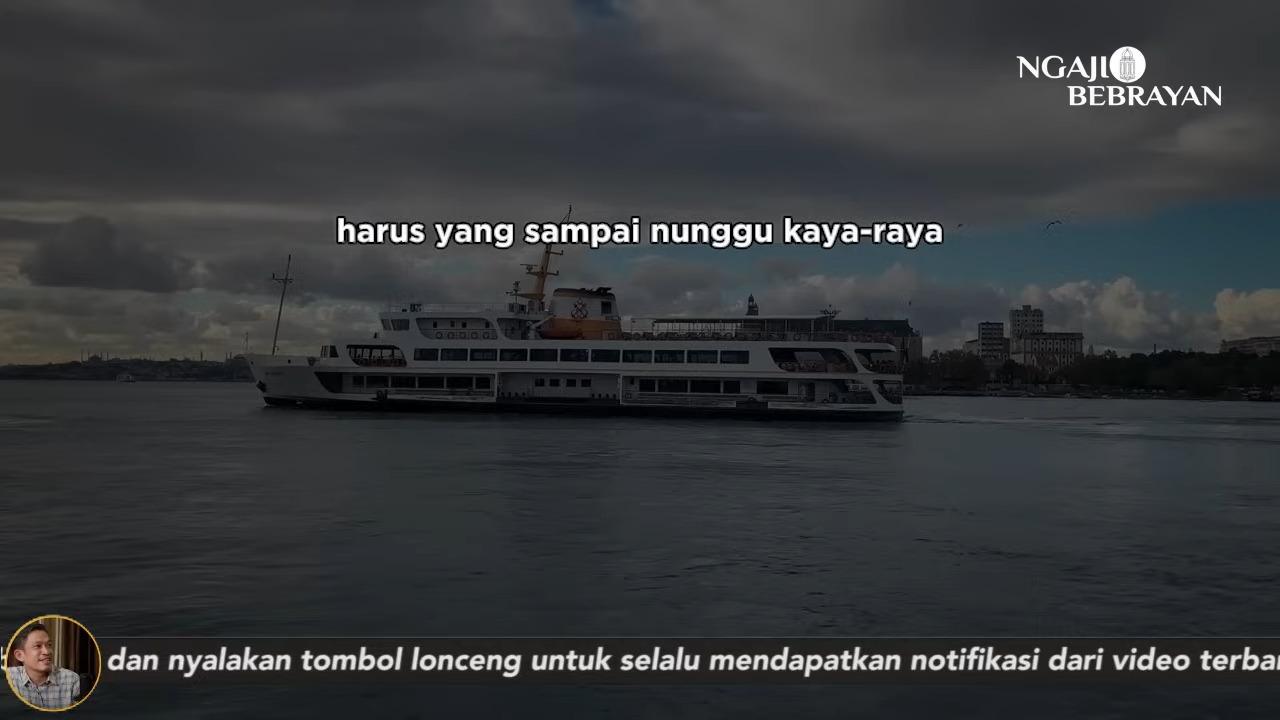 NGAJI
BEBRAYAN
harus yang sampai nunggu kaya-raya
dan nyalakan tombol lonceng untuk selalu mendapatkan notifikasi dari video